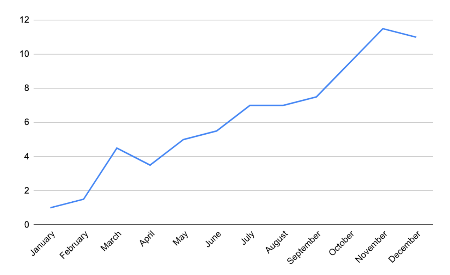 12
10
8
6
4
2
0
January
February
March
April
May
June
July
August
September
October
November
December